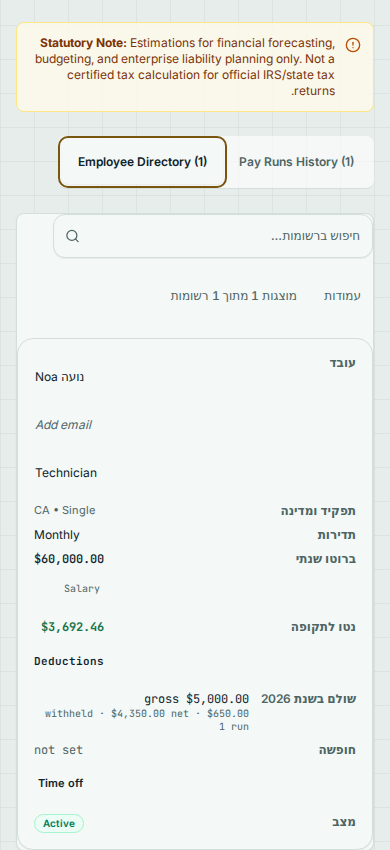 Statutory Note: Estimations for financial forecasting,
budgeting, and enterprise liability planning only. Not a
certified tax calculation for official IRS/state tax
.returns
Employee Directory (1)
Pay Runs History (1)
חיפוש ברשומות...
עמודות
מוצגות 1 מתוך 1 רשומות
עובד
Noa נועה
Add email
Technician
תפקיד ומדינה
CA • Single
תדירות
Monthly
ברוטו שנתי
$60,000.00
Salary
נטו לתקופה
$3,692.46
Deductions
שולם בשנת 2026
gross $5,000.00
withheld · $4,350.00 net · $650.00
1 run
חופשה
not set
Time off
מצב
Active